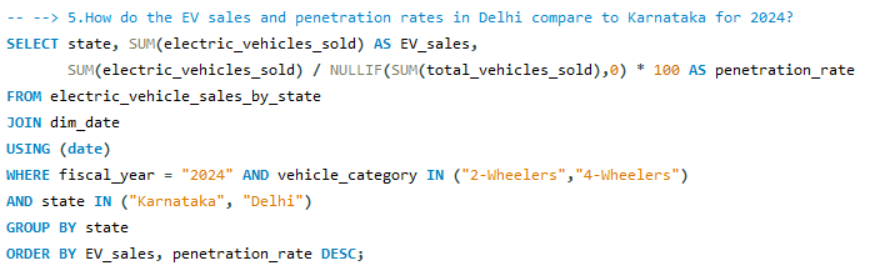 -- --> 5.How do the EV sales and penetration rates in Delhi compare to Karnataka for 2024?
SELECT state, SUM(electric_vehicles_sold) AS EV_sales,
SUM(electric_vehicles_sold) / NULLIF(SUM(total_vehicles_sold),0) * 100 AS penetration_rate
FROM electric_vehicle_sales_by_state
JOIN dim_date
USING (date)
WHERE fiscal_year = "2024" AND vehicle_category IN ("2-Wheelers","4-Wheelers")
AND state IN ("Karnataka", "Delhi")
GROUP BY state
ORDER BY EV_sales, penetration_rate DESC;